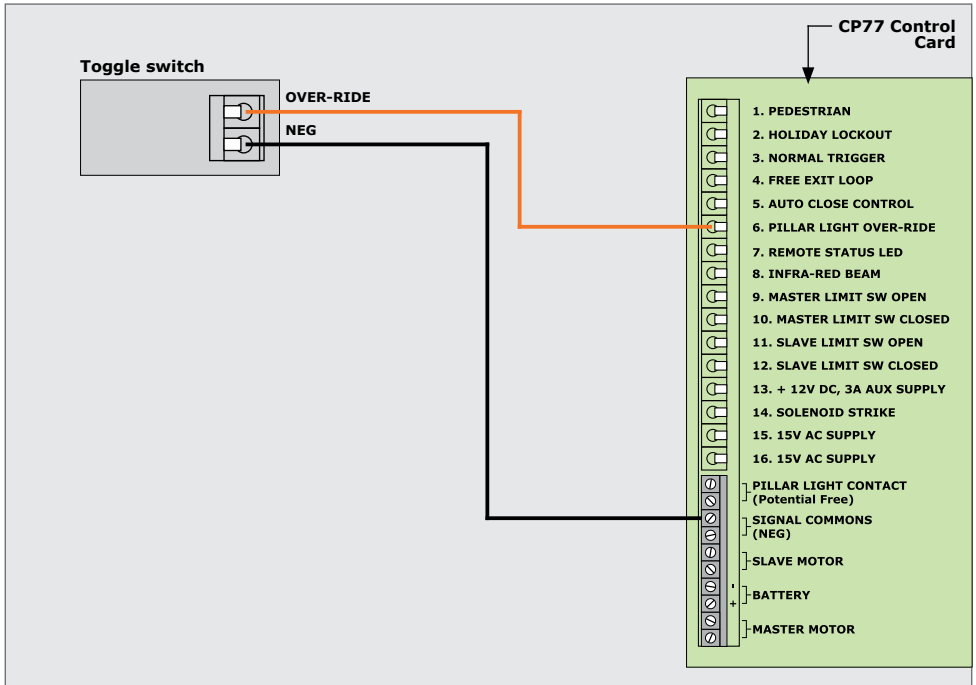 CP77 Control
Card
Toggle switch
OVER-RIDE
NEG
1. PEDESTRIAN
2. HOLIDAY LOCKOUT
3. NORMAL TRIGGER
4. FREE EXIT LOOP
5. AUTO CLOSE CONTROL
6. PILLAR LIGHT OVER-RIDE
7. REMOTE STATUS LED
8. INFRA-RED BEAM
9. MASTER LIMIT SW OPEN
10. MASTER LIMIT SW CLOSED
11. SLAVE LIMIT SW OPEN
12. SLAVE LIMIT SW CLOSED
13. + 12V DC, 3A AUX SUPPLY
14. SOLENOID STRIKE
15. 15V AC SUPPLY
16. 15V AC SUPPLY
PILLAR LIGHT CONTACT
(Potential Free)
SIGNAL COMMONS
(NEG)
SLAVE MOTOR
-
BATTERY
+
MASTER MOTOR